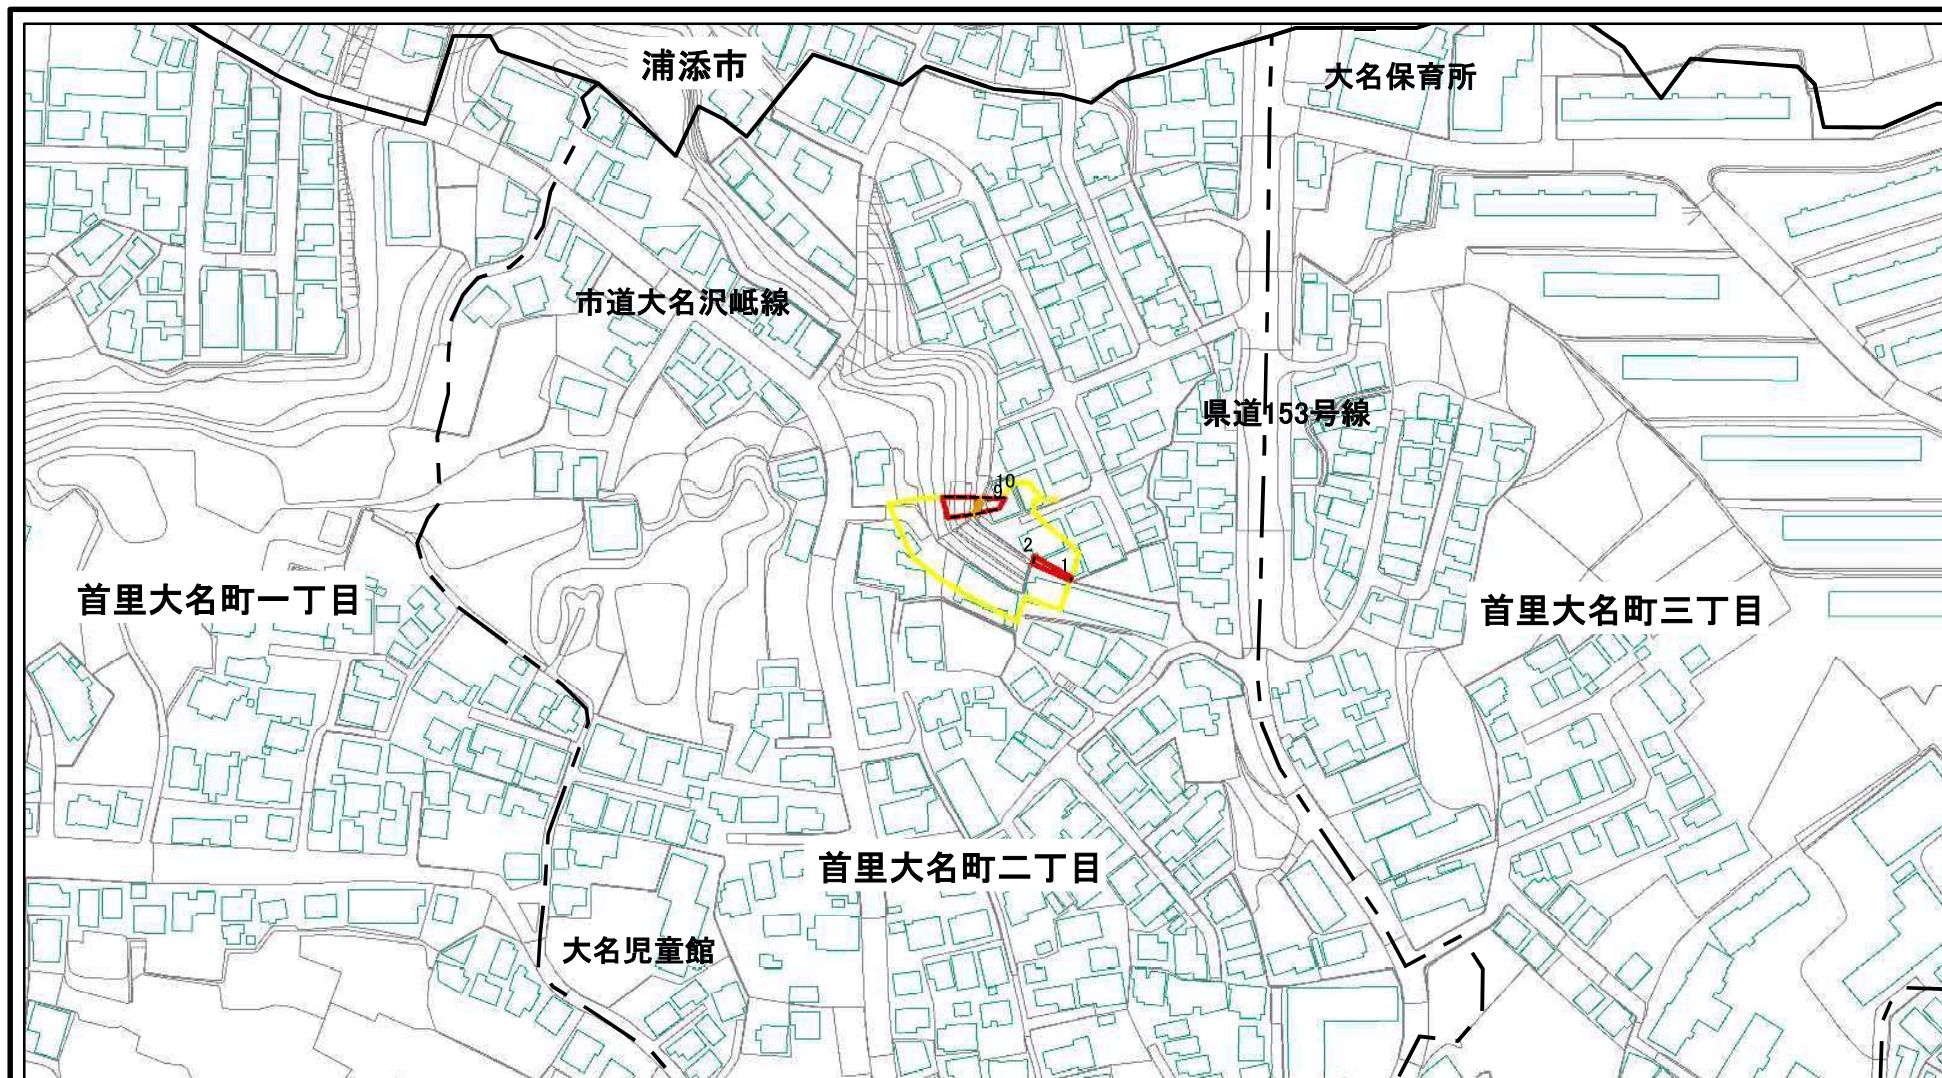 浦添市
大名保育所
市道大名沢岻線
県道153号線
10
9
2
1
首里大名町一丁目
首里大名町三丁目
首里大名町二丁目
大名児童館